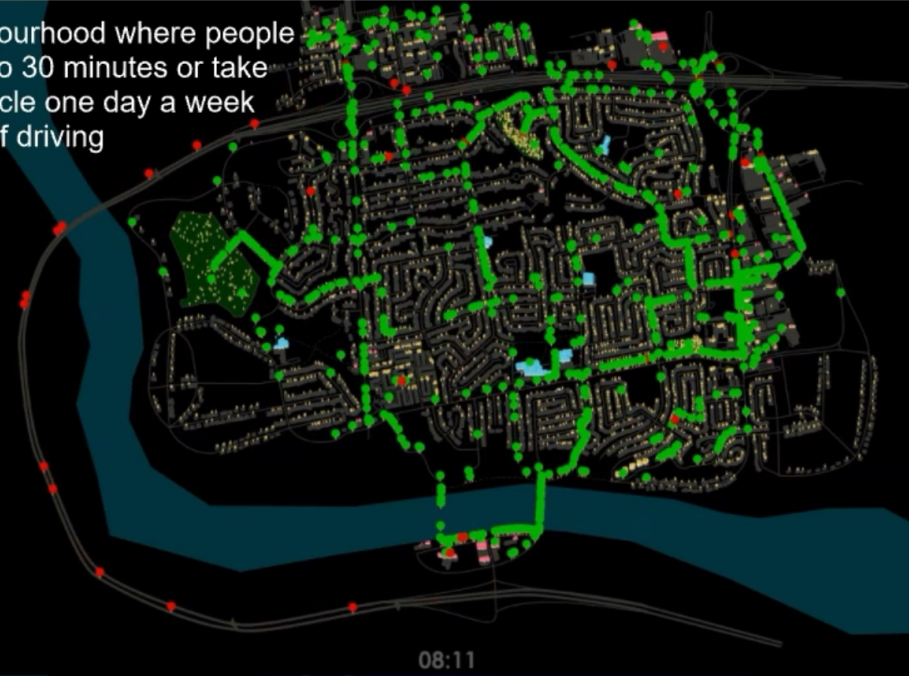 ourhood where people
o 30 minutes or take
cle one day a week
f driving
08:11